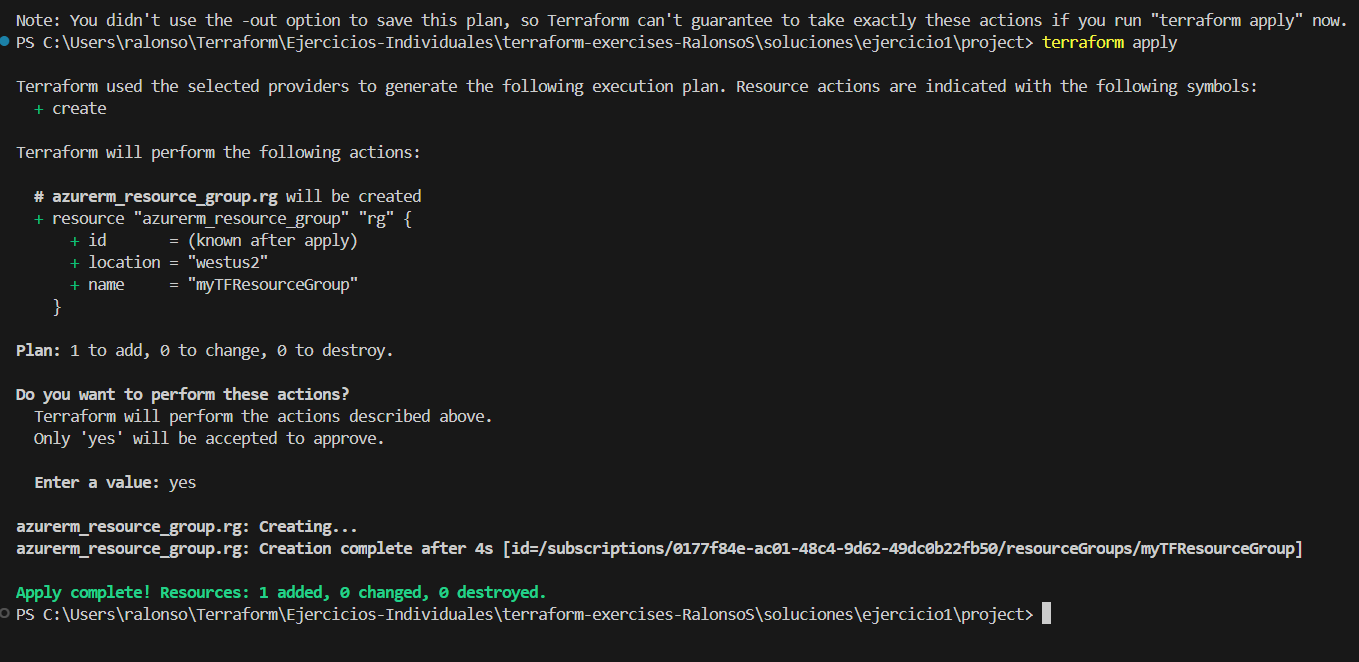 Note: You didn't use the -out option to save this plan, so Terraform can't guarantee to take exactly these actions if you run "terraform apply" now.
PS C:\Users\ralonso\Terraform\Ejercicios-Individuales\terraform-exercises-RalonsoS\soluciones\ejercicio1\project> terraform apply
Terraform used the selected providers to generate the following execution plan. Resource actions are indicated with the following symbols:
+ create
Terraform will perform the following actions:
# azurerm_resource_group.rg will be created
+ resource "azurerm_resource_group" "rg" {
+ id       = (known after apply)
+ location = "westus2"
+ name     = "myTFResourceGroup"
}
Plan: 1 to add, 0 to change, 0 to destroy.
Do you want to perform these actions?
Terraform will perform the actions described above.
Only 'yes' will be accepted to approve.
Enter a value: yes
azurerm_resource_group.rg: Creating...
azurerm_resource_group.rg: Creation complete after 4s [id=/subscriptions/0177f84e-ac01-48c4-9d62-49dc0b22fb50/resourceGroups/myTFResourceGroup]
Apply complete! Resources: 1 added, 0 changed, 0 destroyed.
PS C:\Users\ralonso\Terraform\Ejercicios-Individuales\terraform-exercises-RalonsoS\soluciones\ejercicio1\project>